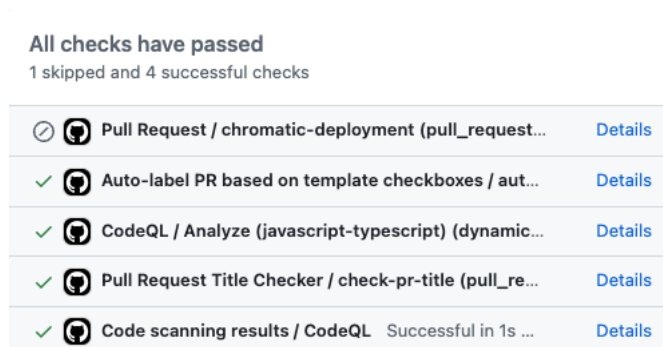 All checks have passed
1 skipped and 4 successful checks
Pull Request / chromatic-deployment (pull_request... Details
Auto-label PR based on template checkboxes / aut... Details
CodeQL / Analyze (javascript-typescript) (dynamic... Details
Pull Request Title Checker / check-pr-title (pull_re... Details
Code scanning results / CodeQL Successful in 1s ... Details